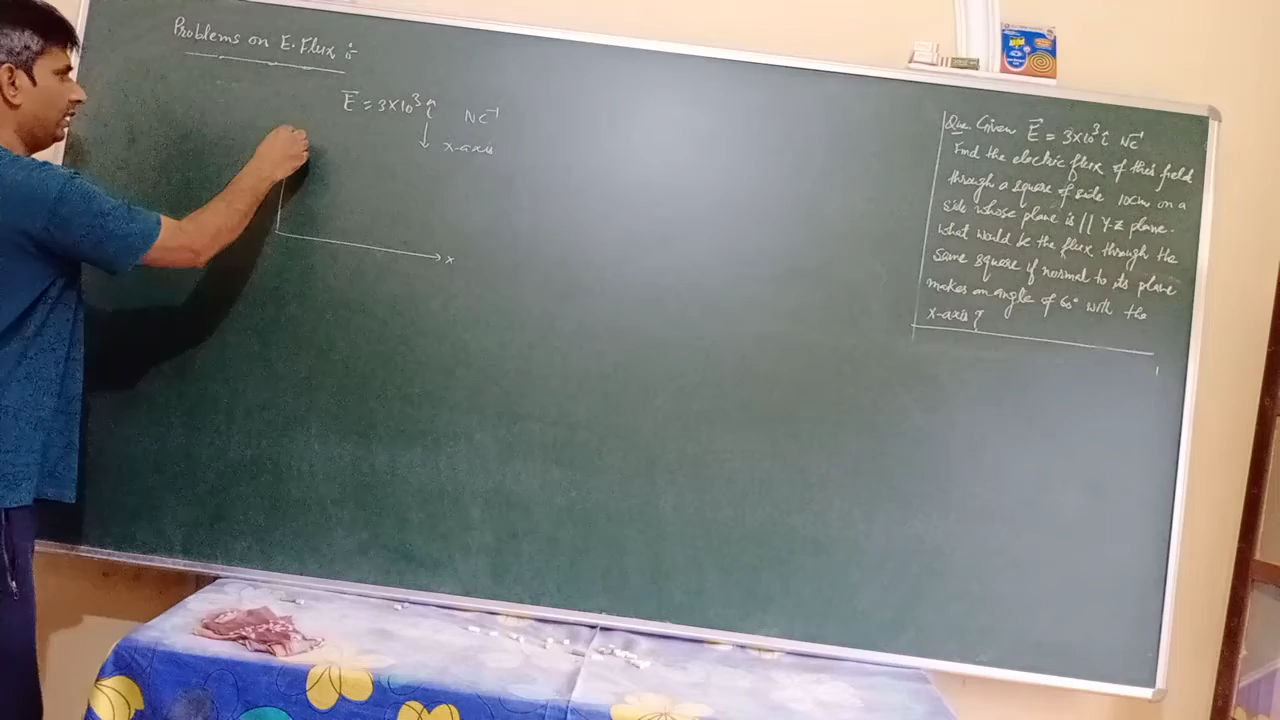 Problems on E. Flux :
E = 3×10³ î NC⁻¹
x-axis
x
Que. Given E = 3×10³ î NC⁻¹
Find the electric flux of this field
through a square of side 10cm on a
side whose plane is || Y-Z plane.
what would be the flux through the
same square if normal to its plane
makes an angle of 60° with the
x-axis ?